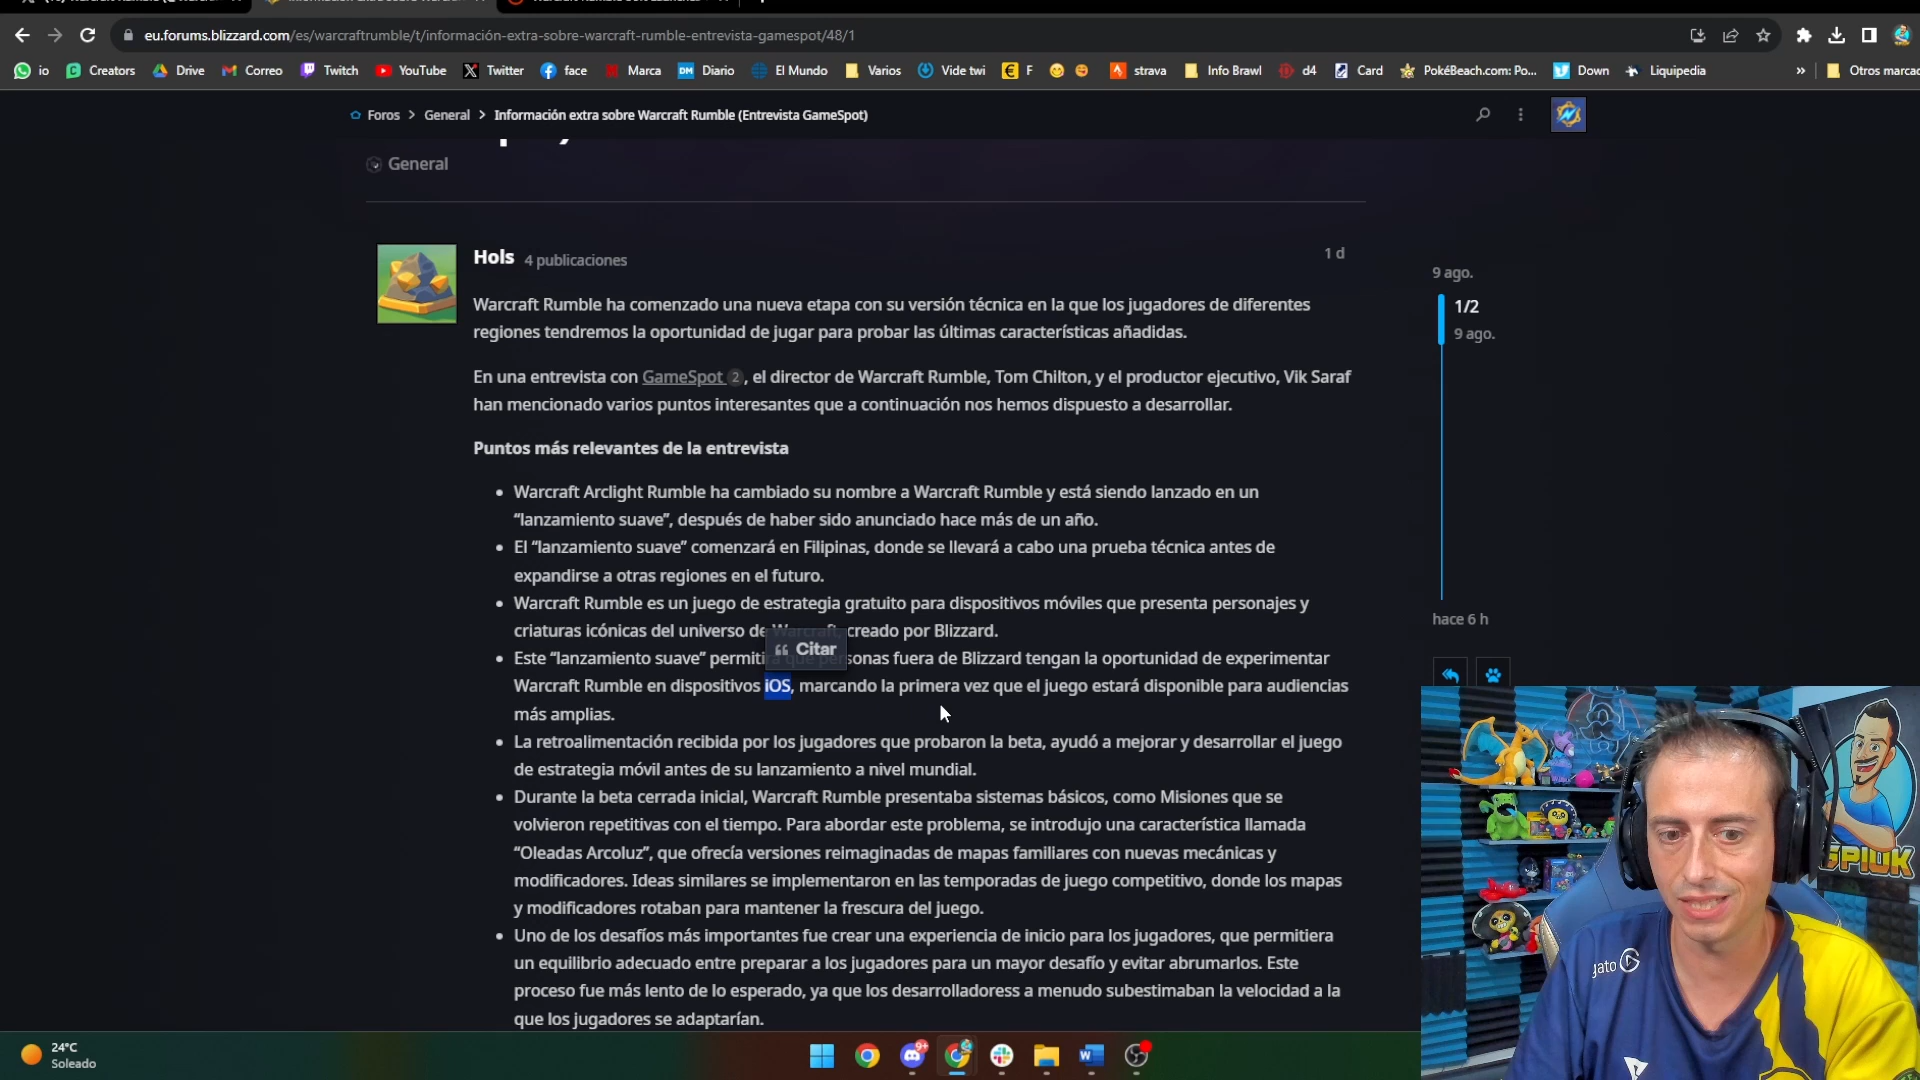 eu.forums.blizzard.com/es/warcraftrumble/t/información-extra-sobre-warcraft-rumble-entrevista-gamespot/48/1
io Creators Drive Correo Twitch YouTube Twitter face Marca Diario El Mundo Varios Vide twi F strava Info Brawl d4 Card PokéBeach.com: Po... Down Liquipedia » Otros marcad
Foros > General > Información extra sobre Warcraft Rumble (Entrevista GameSpot)
General
Hols 4 publicaciones 1 d
Warcraft Rumble ha comenzado una nueva etapa con su versión técnica en la que los jugadores de diferentes
regiones tendremos la oportunidad de jugar para probar las últimas características añadidas.
En una entrevista con GameSpot 2, el director de Warcraft Rumble, Tom Chilton, y el productor ejecutivo, Vik Saraf
han mencionado varios puntos interesantes que a continuación nos hemos dispuesto a desarrollar.
Puntos más relevantes de la entrevista
• Warcraft Arclight Rumble ha cambiado su nombre a Warcraft Rumble y está siendo lanzado en un
“lanzamiento suave”, después de haber sido anunciado hace más de un año.
• El “lanzamiento suave” comenzará en Filipinas, donde se llevará a cabo una prueba técnica antes de
expandirse a otras regiones en el futuro.
• Warcraft Rumble es un juego de estrategia gratuito para dispositivos móviles que presenta personajes y
criaturas icónicas del universo de Warcraft, creado por Blizzard.
Citar
• Este “lanzamiento suave” permitirá que personas fuera de Blizzard tengan la oportunidad de experimentar
Warcraft Rumble en dispositivos iOS, marcando la primera vez que el juego estará disponible para audiencias
más amplias.
• La retroalimentación recibida por los jugadores que probaron la beta, ayudó a mejorar y desarrollar el juego
de estrategia móvil antes de su lanzamiento a nivel mundial.
• Durante la beta cerrada inicial, Warcraft Rumble presentaba sistemas básicos, como Misiones que se
volvieron repetitivas con el tiempo. Para abordar este problema, se introdujo una característica llamada
“Oleadas Arcoluz”, que ofrecía versiones reimaginadas de mapas familiares con nuevas mecánicas y
modificadores. Ideas similares se implementaron en las temporadas de juego competitivo, donde los mapas
y modificadores rotaban para mantener la frescura del juego.
• Uno de los desafíos más importantes fue crear una experiencia de inicio para los jugadores, que permitiera
un equilibrio adecuado entre preparar a los jugadores para un mayor desafío y evitar abrumarlos. Este
proceso fue más lento de lo esperado, ya que los desarrolladoress a menudo subestimaban la velocidad a la
que los jugadores se adaptarían.
9 ago.
1/2
9 ago.
hace 6 h
SPIUK
gato
24°C
Soleado
9+